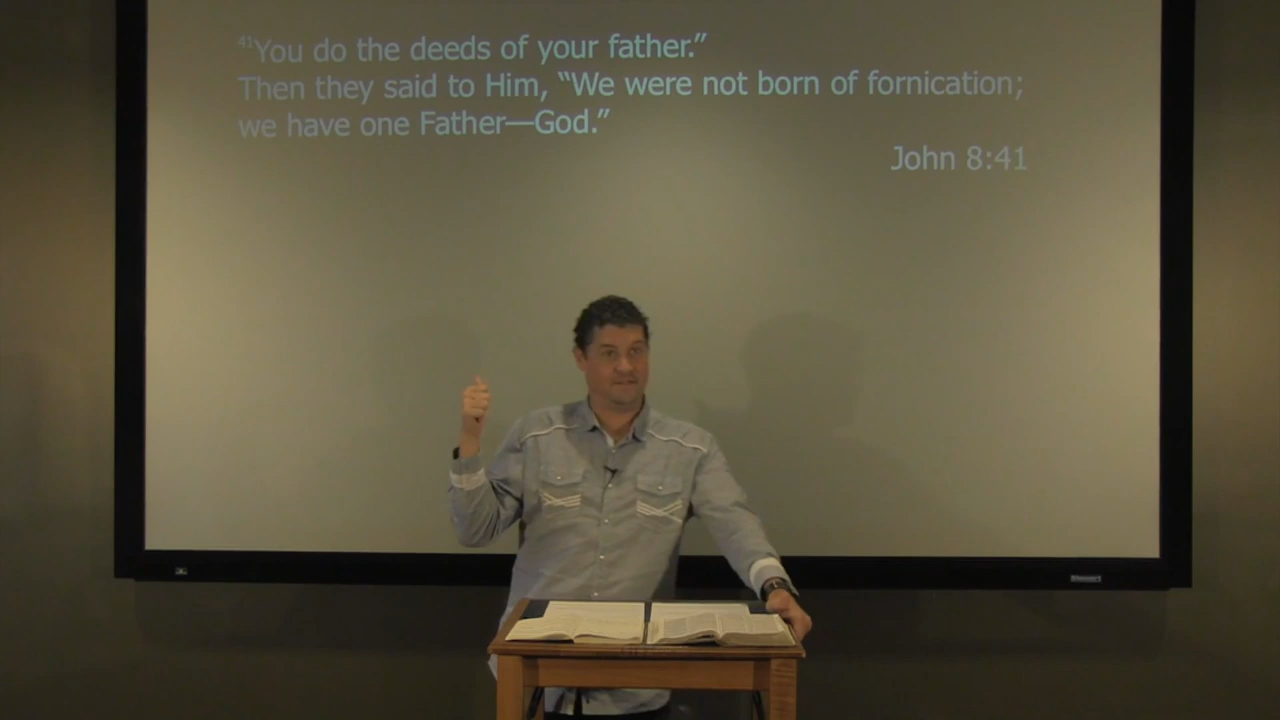 41You do the deeds of your father.”
Then they said to Him, “We were not born of fornication;
we have one Father—God.”
John 8:41